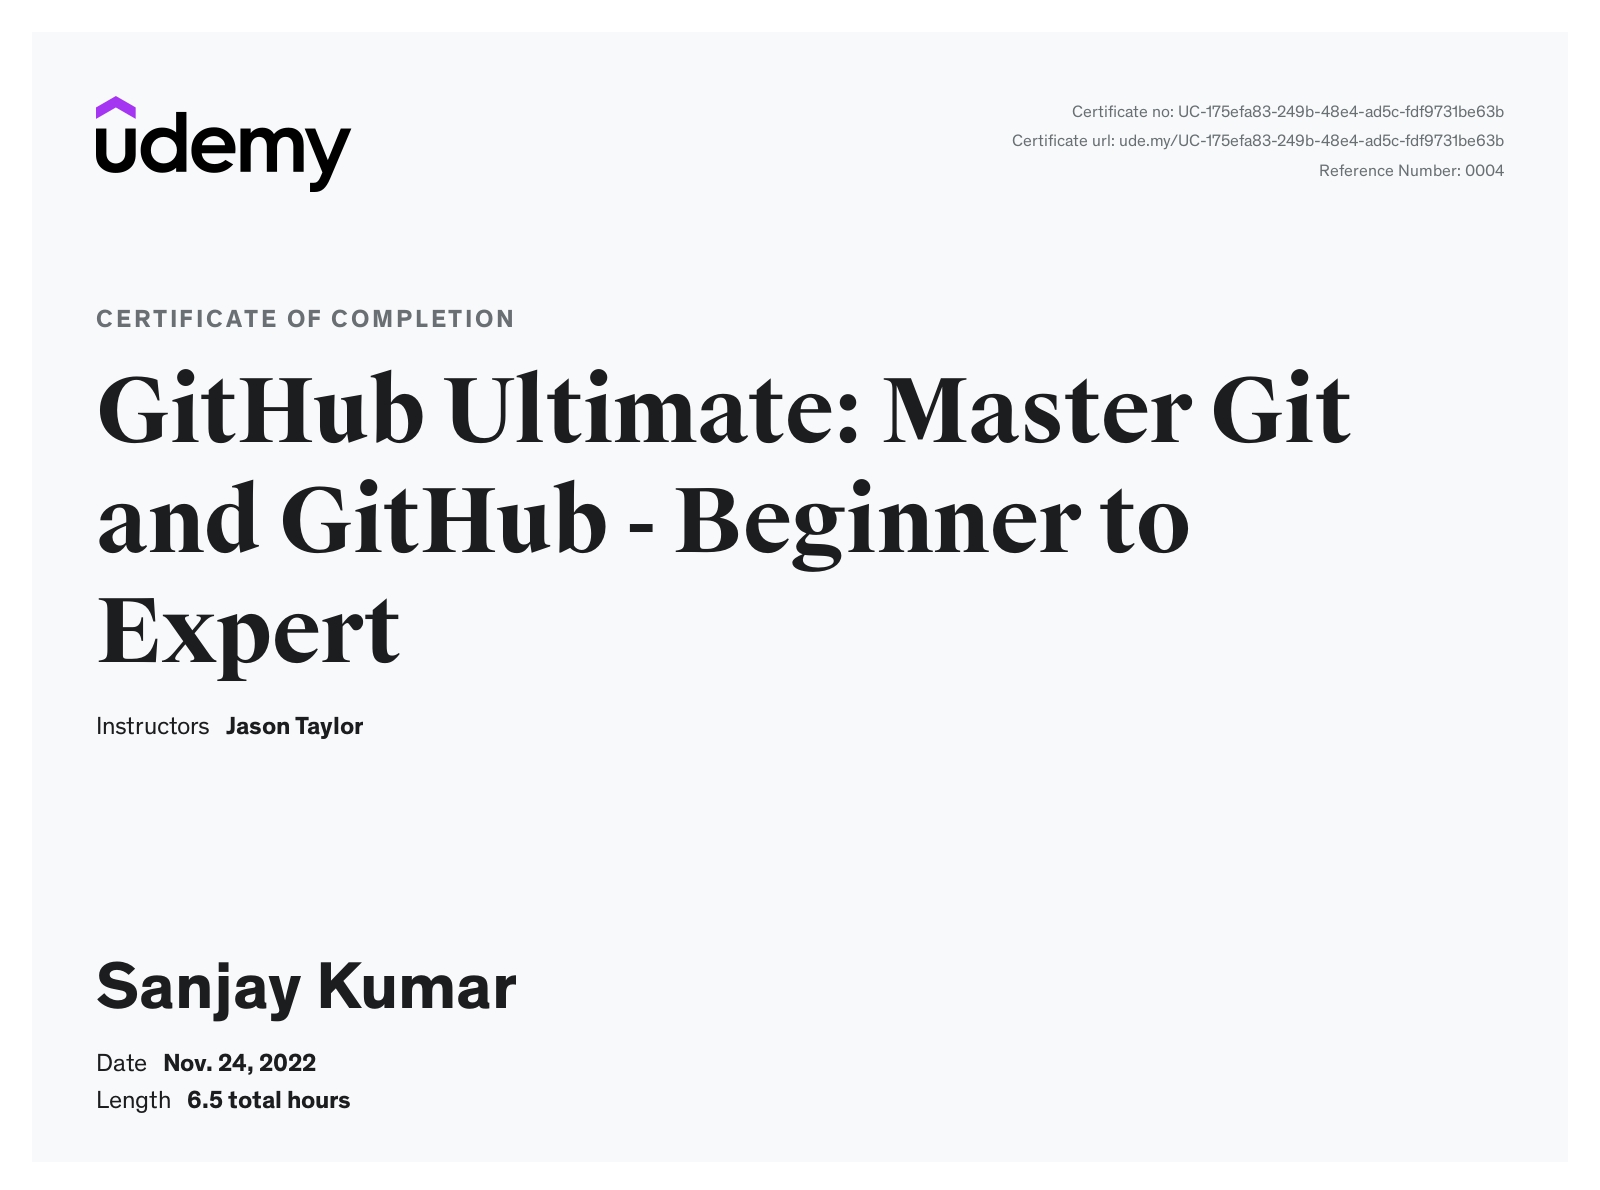 udemy
Certificate no: UC-175efa83-249b-48e4-ad5c-fdf9731be63b
Certificate url: ude.my/UC-175efa83-249b-48e4-ad5c-fdf9731be63b
Reference Number: 0004
CERTIFICATE OF COMPLETION
GitHub Ultimate: Master Git
and GitHub - Beginner to
Expert
Instructors Jason Taylor
Sanjay Kumar
Date Nov. 24, 2022
Length 6.5 total hours